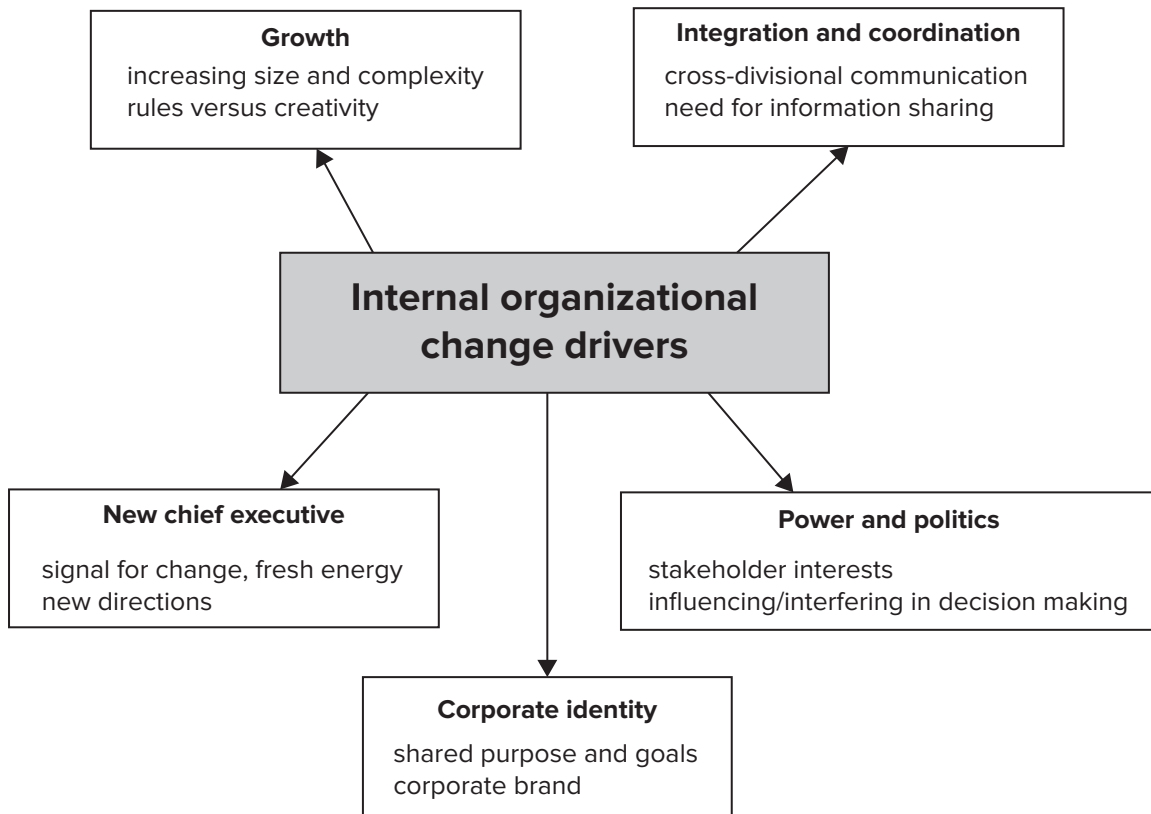 Growth
increasing size and complexity
rules versus creativity
Integration and coordination
cross-divisional communication
need for information sharing
Internal organizational
change drivers
New chief executive
signal for change, fresh energy
new directions
Power and politics
stakeholder interests
influencing/interfering in decision making
Corporate identity
shared purpose and goals
corporate brand